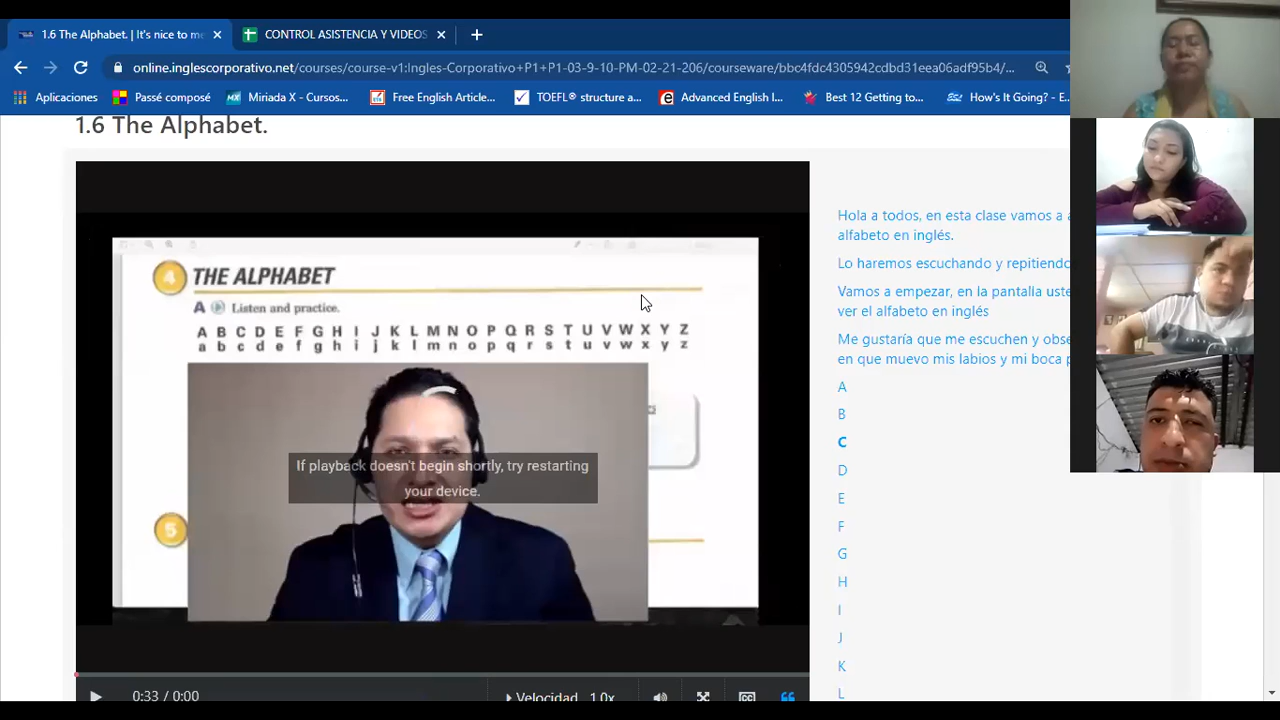 1.6 The Alphabet. | It's nice to me
CONTROL ASISTENCIA Y VIDEOS
online.inglescorporativo.net/courses/course-v1:Ingles-Corporativo+P1+P1-03-9-10-PM-02-21-206/courseware/bbc4fdc4305942cdbd31eea06adf95b4/...
Aplicaciones
Passé composé
Miriada X - Cursos...
Free English Article...
TOEFL® structure a...
Advanced English l...
Best 12 Getting to...
How's It Going? - E...
1.6 The Alphabet.
4 THE ALPHABET
A Listen and practice.
A B C D E F G H I J K L M N O P Q R S T U V W X Y Z
a b c d e f g h i j k l m n o p q r s t u v w x y z
If playback doesn't begin shortly, try restarting
your device.
5
0:33 / 0:00
Velocidad 1.0x
CC
Hola a todos, en esta clase vamos a a
alfabeto en inglés.
Lo haremos escuchando y repitiendo
Vamos a empezar, en la pantalla uste
ver el alfabeto en inglés
Me gustaría que me escuchen y obse
en que muevo mis labios y mi boca p
A
B
C
D
E
F
G
H
I
J
K
L